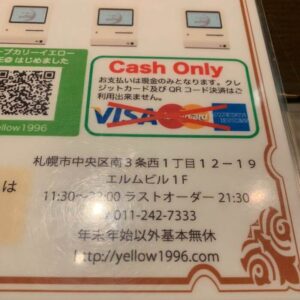 ープカリーイエロー
E@はじめました
yellow1996
Cash Only
お支払いは現金のみとなります。クレ
ジットカード及びQRコード決済はご
利用出来ません。
VISA
札幌市中央区南3条西1丁目12-19
エルムビル1F
は
11:30~22:00 ラストオーダー 21:30
011-242-7333
年末年始以外基本無休
http://yellow1996.com